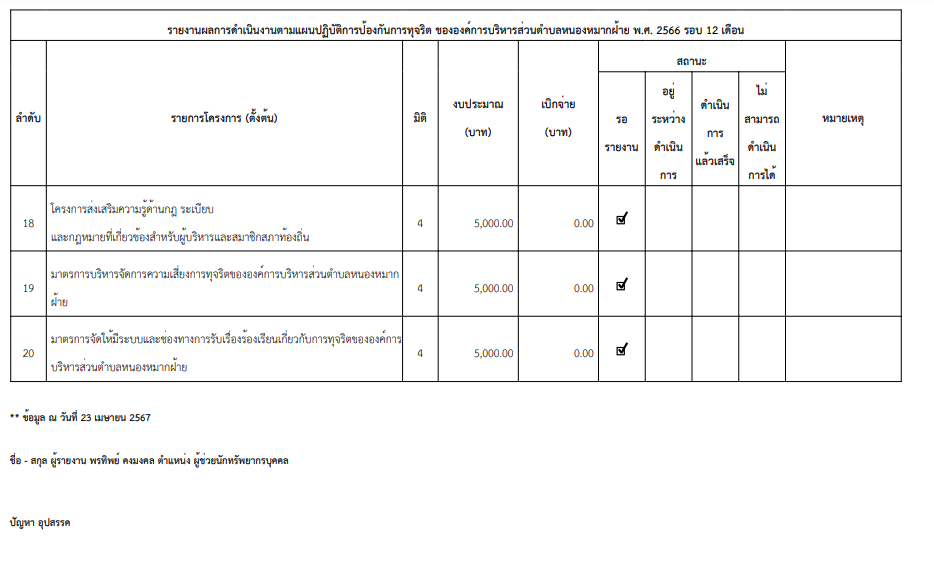 รายงานผลการดำเนินงานตามแผนปฏิบัติการป้องกันการทุจริต ขององค์การบริหารส่วนตำบลหนองหมากฝ้าย พ.ศ. 2566 รอบ 12 เดือน
ลำดับ
รายการโครงการ (ตั้งต้น)
มิติ
งบประมาณ
(บาท)
เบิกจ่าย
(บาท)
สถานะ
รอ
รายงาน
อยู่
ระหว่าง
ดำเนิน
การ
ดำเนิน
การ
แล้วเสร็จ
ไม่
สามารถ
ดำเนิน
การได้
หมายเหตุ
18
โครงการส่งเสริมความรู้ด้านกฎ ระเบียบ
และกฎหมายที่เกี่ยวข้องสำหรับผู้บริหารและสมาชิกสภาท้องถิ่น
4
5,000.00
0.00
19
มาตรการบริหารจัดการความเสี่ยงการทุจริตขององค์การบริหารส่วนตำบลหนองหมาก
ฝ้าย
4
5,000.00
0.00
20
มาตรการจัดให้มีระบบและช่องทางการรับเรื่องร้องเรียนเกี่ยวกับการทุจริตขององค์การ
บริหารส่วนตำบลหนองหมากฝ้าย
4
5,000.00
0.00
** ข้อมูล ณ วันที่ 23 เมษายน 2567
ชื่อ - สกุล ผู้รายงาน พรทิพย์ คงมงคล ตำแหน่ง ผู้ช่วยนักทรัพยากรบุคคล
ปัญหา อุปสรรค